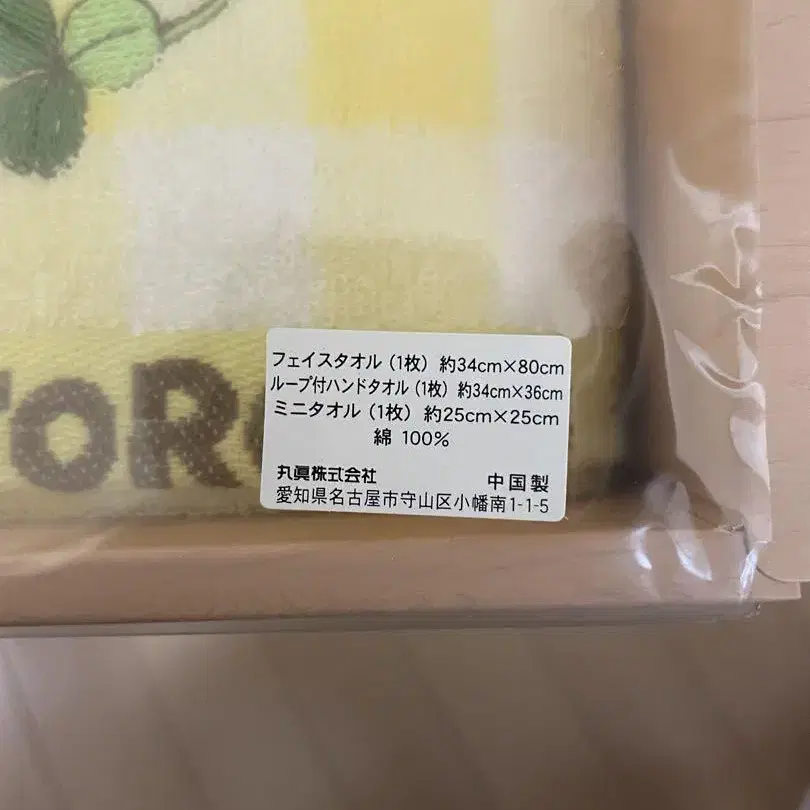 ToR
フェイスタオル（1枚）約34cm×80cm
ループ付ハンドタオル（1枚）約34cm×36cm
ミニタオル（1枚）約25cm×25cm
綿 100%
丸眞株式会社 中国製
愛知県名古屋市守山区小幡南1-1-5